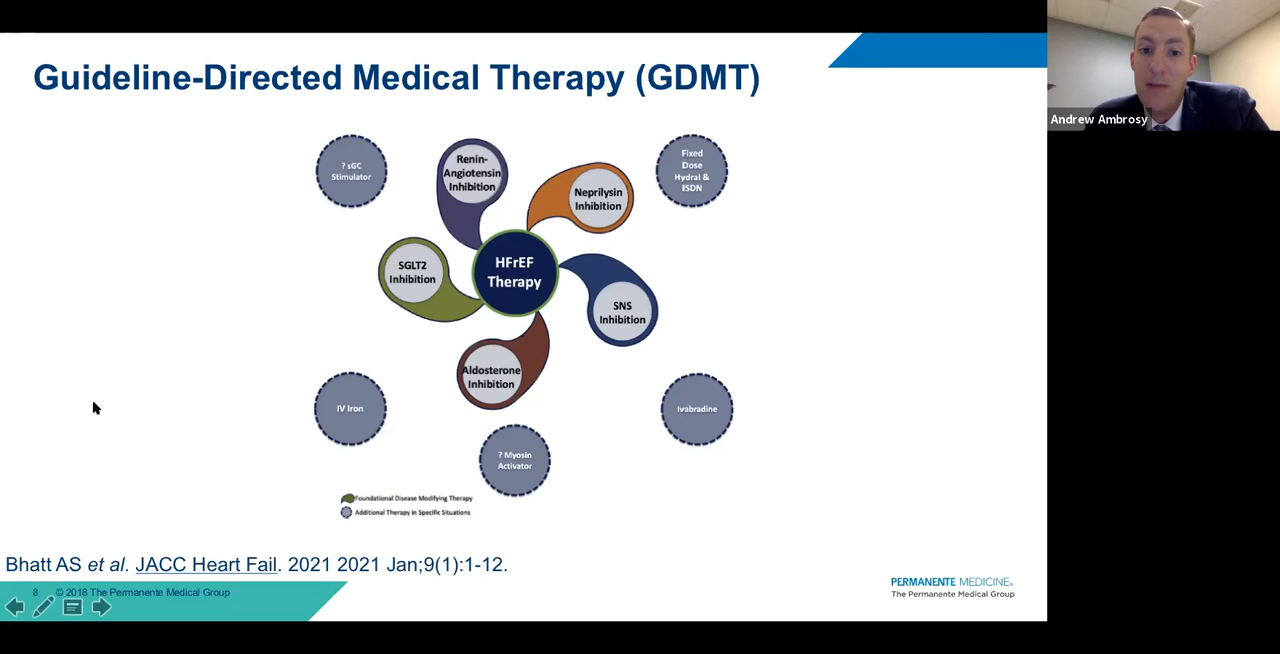 Guideline-Directed Medical Therapy (GDMT)
Andrew Ambrosy
? sGC
Stimulator
Renin-
Angiotensin
Inhibition
Neprilysin
Inhibition
Fixed
Dose
Hydral &
ISDN
SGLT2
Inhibition
HFrEF
Therapy
SNS
Inhibition
Aldosterone
Inhibition
IV Iron
Ivabradine
? Myosin
Activator
Foundational Disease Modifying Therapy
Additional Therapy in Specific Situations
Bhatt AS et al. JACC Heart Fail. 2021 2021 Jan;9(1):1-12.
8 © 2018 The Permanente Medical Group
PERMANENTE MEDICINE®
The Permanente Medical Group